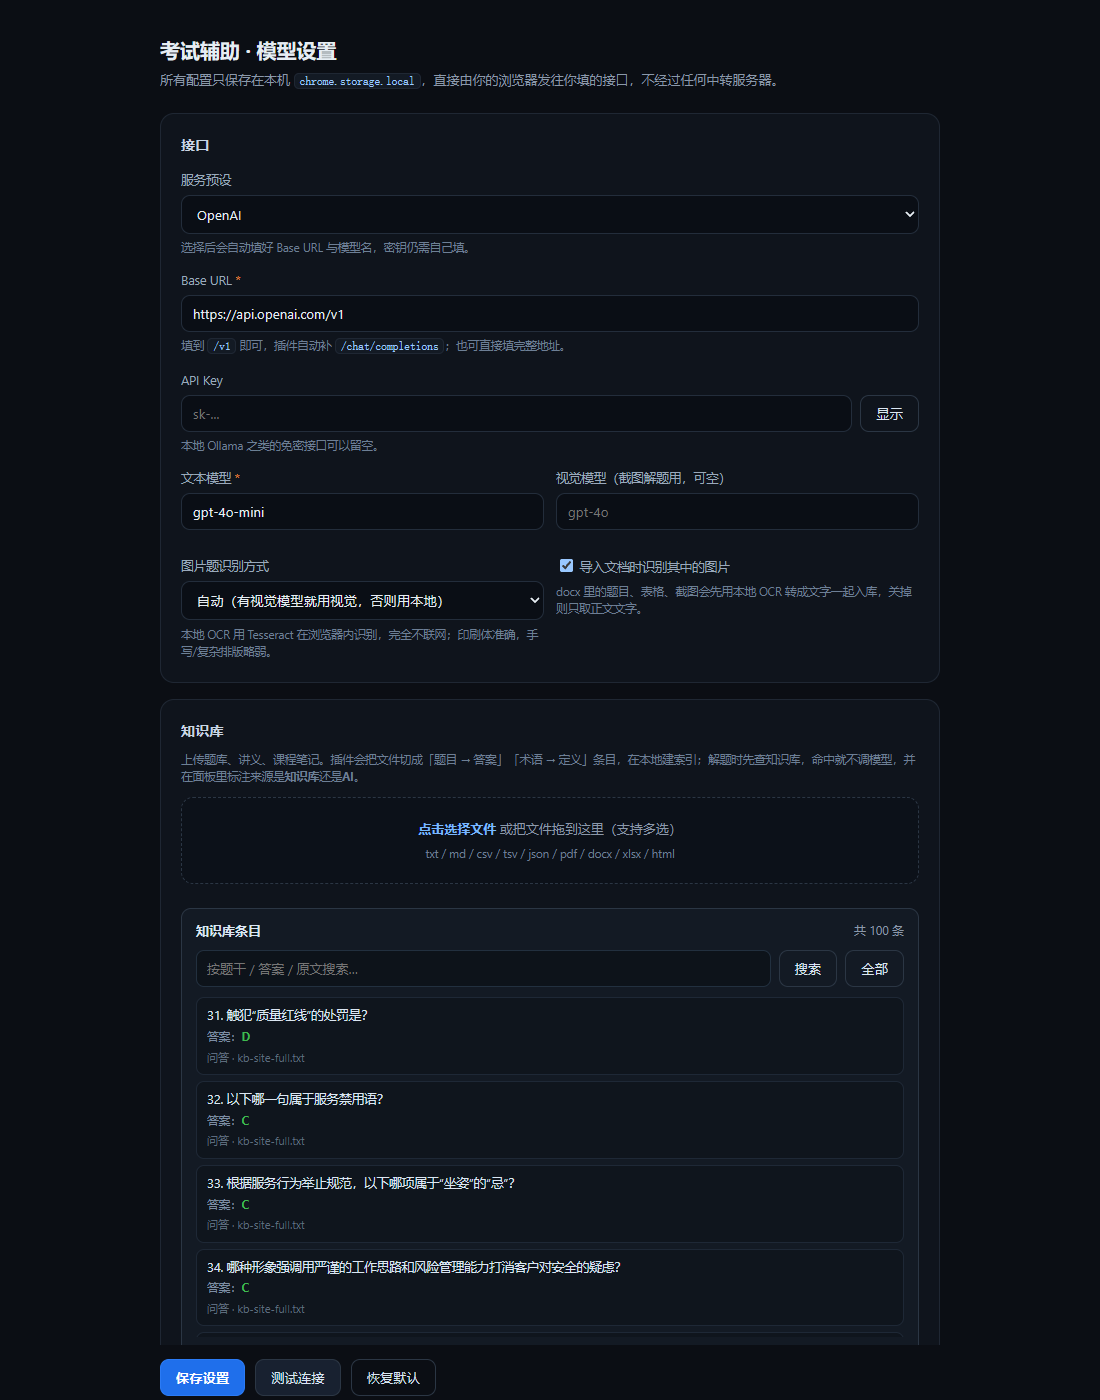 考试辅助 · 模型设置
所有配置只保存在本机 chrome.storage.local，直接由你的浏览器发往你填的接口，不经过任何中转服务器。
接口
服务预设
OpenAI
选择后会自动填好 Base URL 与模型名，密钥仍需自己填。
Base URL *
https://api.openai.com/v1
填到 /v1 即可，插件自动补 /chat/completions；也可直接填完整地址。
API Key
sk-...
显示
本地 Ollama 之类的免密接口可以留空。
文本模型 *
视觉模型（截图解题用，可空）
gpt-4o-mini
gpt-4o
图片题识别方式
导入文档时识别其中的图片
自动（有视觉模型就用视觉，否则用本地）
docx 里的题目、表格、截图会先用本地 OCR 转成文字一起入库，关掉
则只取正文文字。
本地 OCR 用 Tesseract 在浏览器内识别，完全不联网；印刷体准确，手
写/复杂排版略弱。
知识库
上传题库、讲义、课程笔记。插件会把文件切成「题目 → 答案」「术语 → 定义」条目，在本地建索引；解题时先查知识库，命中就不调模型，并
在面板里标注来源是知识库还是AI。
点击选择文件 或把文件拖到这里（支持多选）
txt / md / csv / tsv / json / pdf / docx / xlsx / html
知识库条目
共 100 条
按题干 / 答案 / 原文搜索...
搜索
全部
31. 触犯“质量红线”的处罚是？
答案：D
问答 · kb-site-full.txt
32. 以下哪一句属于服务禁用语？
答案：C
问答 · kb-site-full.txt
33. 根据服务行为举止规范，以下哪项属于“坐姿”的“忌”？
答案：C
问答 · kb-site-full.txt
34. 哪种形象强调用严谨的工作思路和风险管理能力打消客户对安全的疑虑？
答案：C
问答 · kb-site-full.txt
保存设置
测试连接
恢复默认